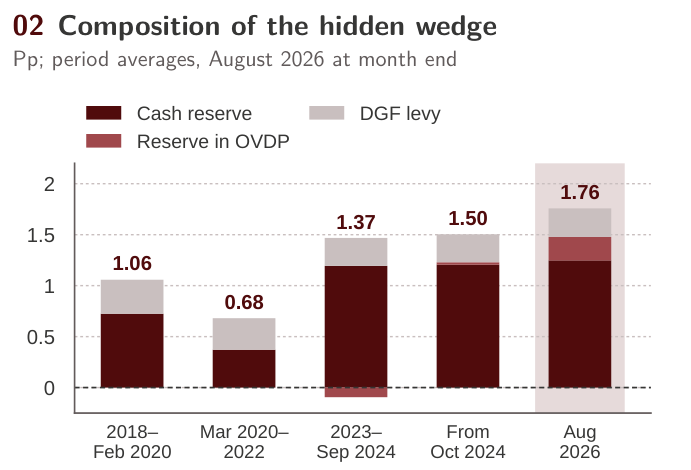 02 Composition of the hidden wedge
Pp; period averages, August 2026 at month end
Cash reserve
DGF levy
Reserve in OVDP
2
1.5
1
0.5
0
1.06
0.68
1.37
1.50
1.76
2018–
Feb 2020
Mar 2020–
2022
2023–
Sep 2024
From
Oct 2024
Aug
2026